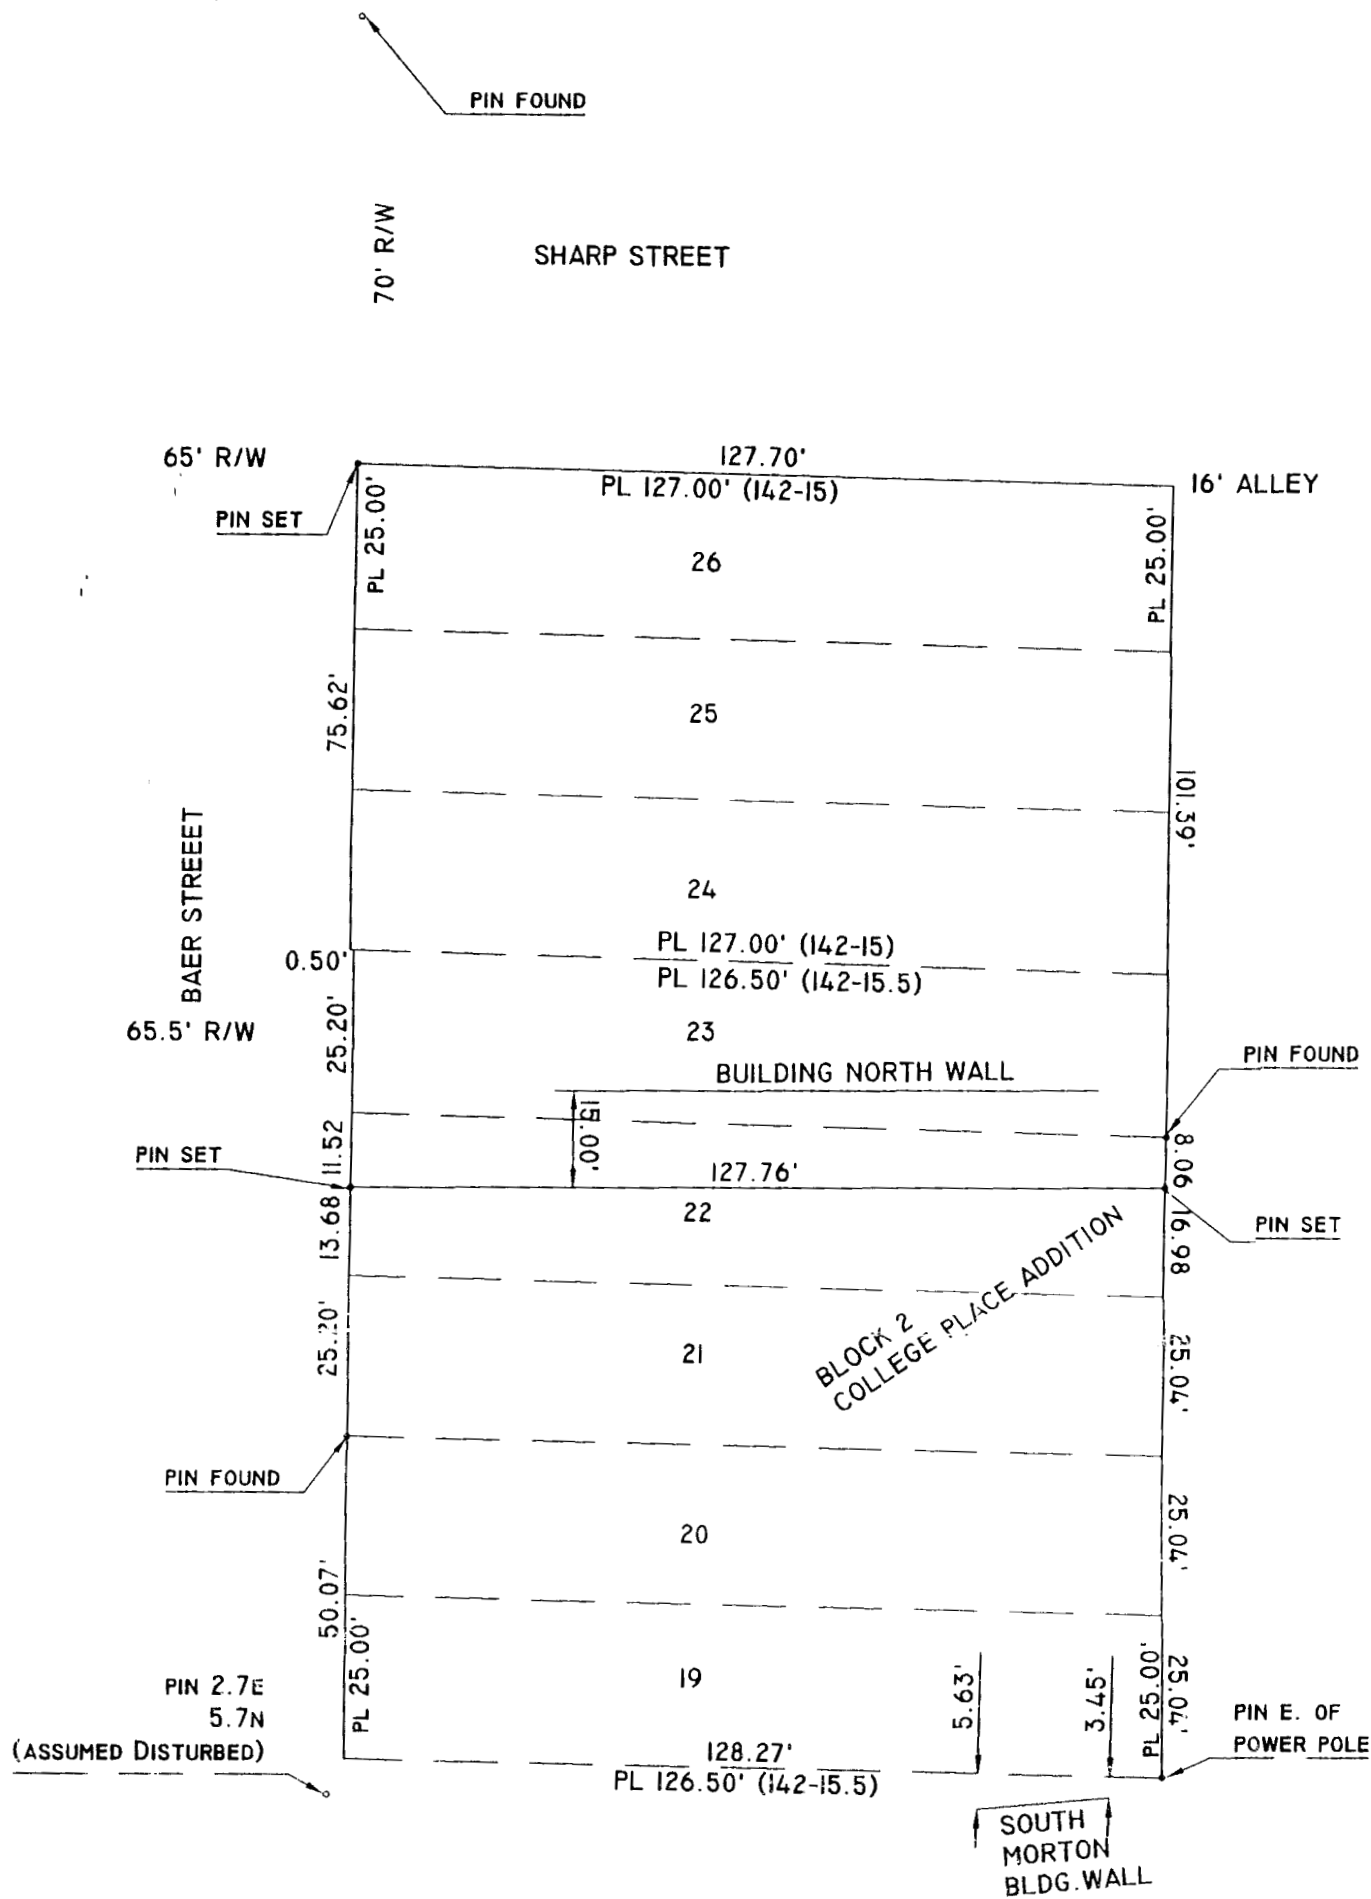 PIN FOUND
70' R/W
SHARP STREET
65' R/W
127.70'
PL 127.00' (142-15)
16' ALLEY
PIN SET
PL 25.00'
PL 25.00'
26
75.62'
25
101.39'
BAER STREEET
24
PL 127.00' (142-15)
0.50'
PL 126.50' (142-15.5)
65.5' R/W
25.20'
23
BUILDING NORTH WALL
PIN FOUND
15.00'
11.52
8.06
PIN SET
127.76'
13.68
22
16.98
PIN SET
BLOCK 2
COLLEGE PLACE ADDITION
25.20'
21
25.04'
PIN FOUND
20
25.04'
50.07'
PL 25.00'
19
5.63'
3.45'
PL 25.00'
25.04'
PIN 2.7E
5.7N
(ASSUMED DISTURBED)
PIN E. OF
POWER POLE
128.27'
PL 126.50' (142-15.5)
SOUTH
MORTON
BLDG.WALL